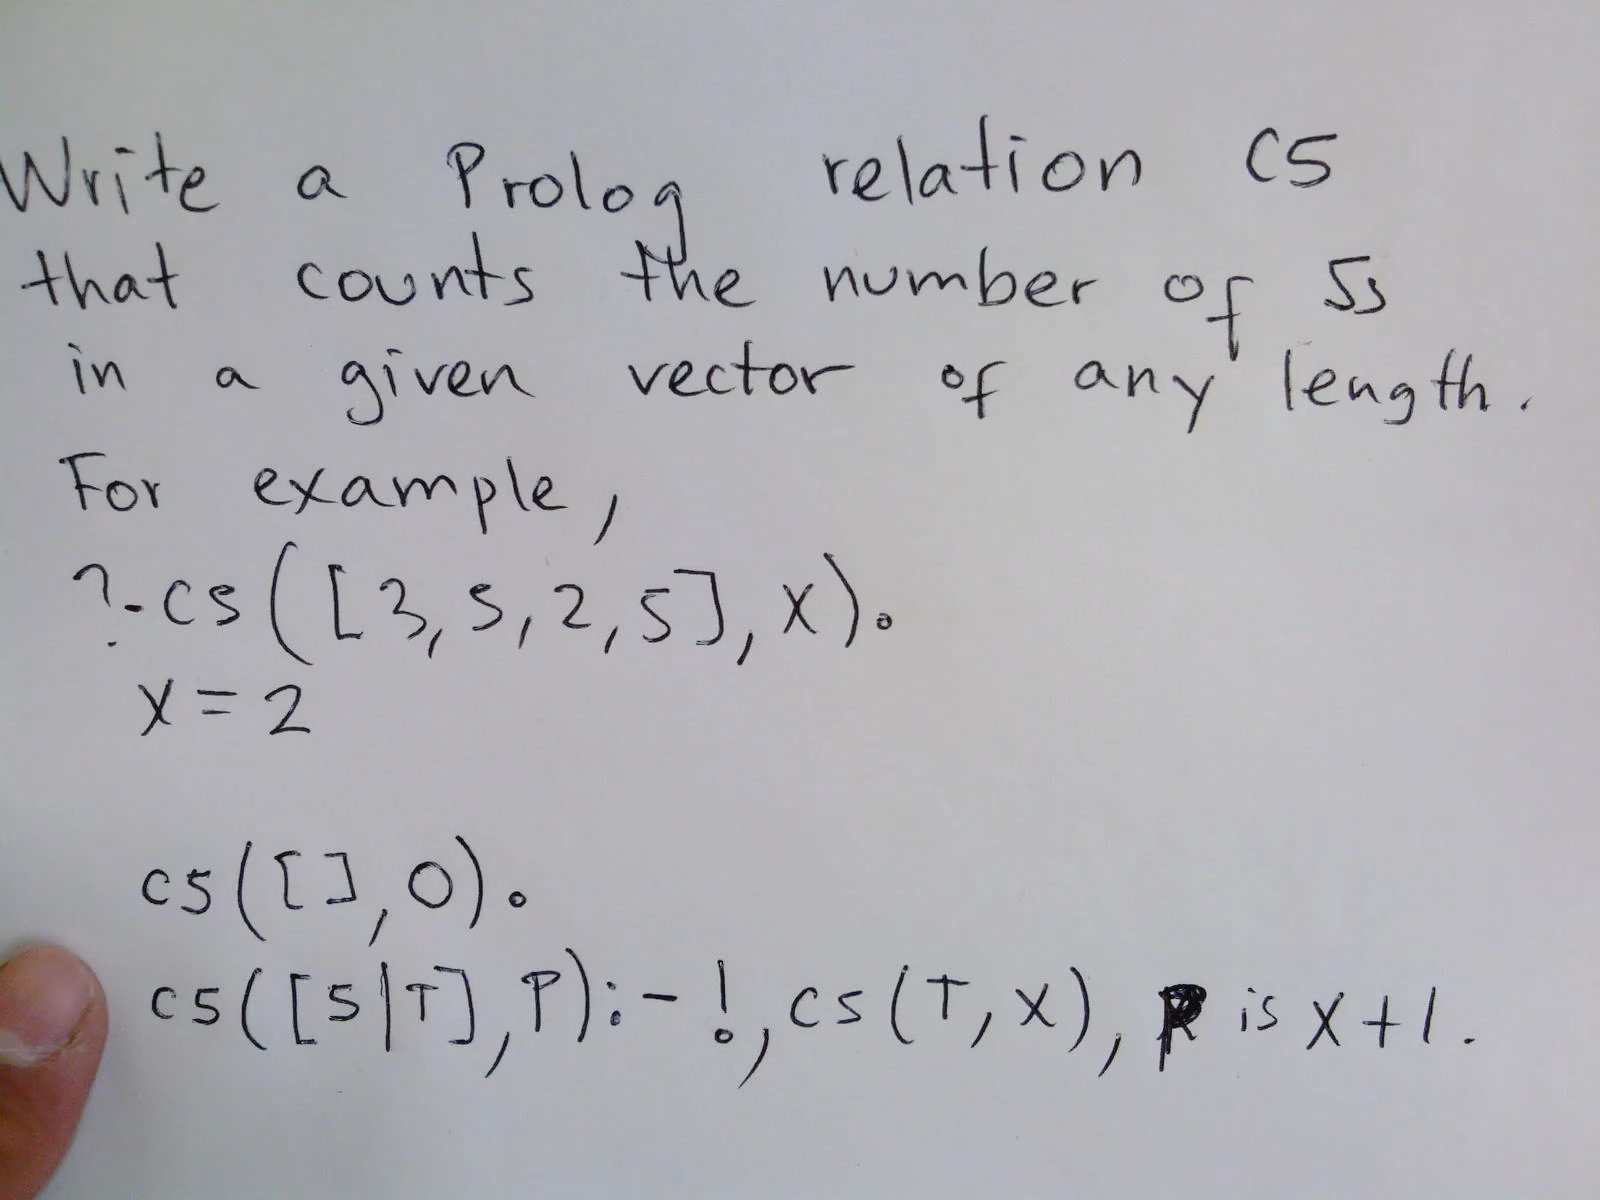 Write a Prolog relation c5
that counts the number of 5s
in a given vector of any length.
For example,
?-c5([3,5,2,5],X).
X=2
c5([],0).
c5([5|T],P):-!,c5(T,X),P is X+1.